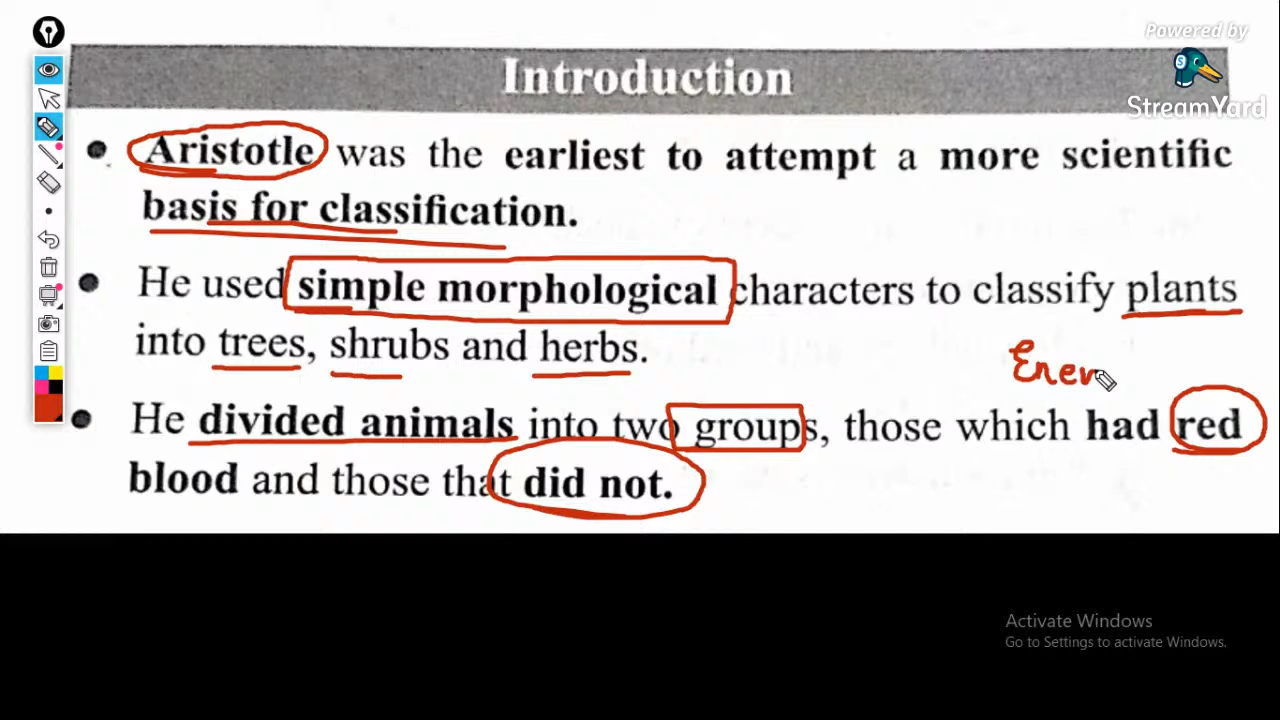 Powered by
StreamYard
Introduction
• Aristotle was the earliest to attempt a more scientific
basis for classification.
• He used simple morphological characters to classify plants
into trees, shrubs and herbs.
Ener
• He divided animals into two groups, those which had red
blood and those that did not.
Activate Windows
Go to Settings to activate Windows.